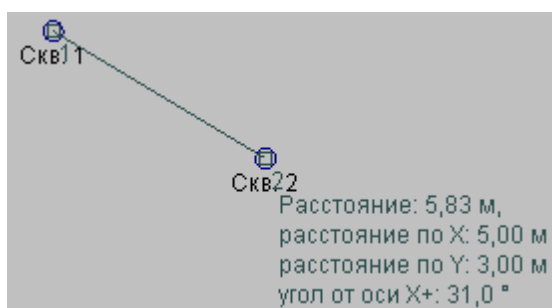 Скв11
Скв22
Расстояние: 5,83 м,
расстояние по X: 5,00 м
расстояние по Y: 3,00 м
угол от оси X+: 31,0 °